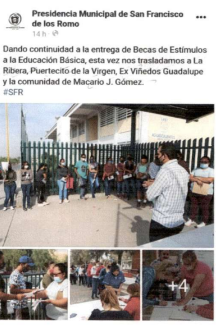 Presidencia Municipal de San Francisco
de los Romo
14 h
Dando continuidad a la entrega de Becas de Estímulos
a la Educación Básica, esta vez nos trasladamos a La
Ribera, Puertecito de la Virgen, Ex Viñedos Guadalupe
y la comunidad de Macario J. Gómez.
#SFR
+4